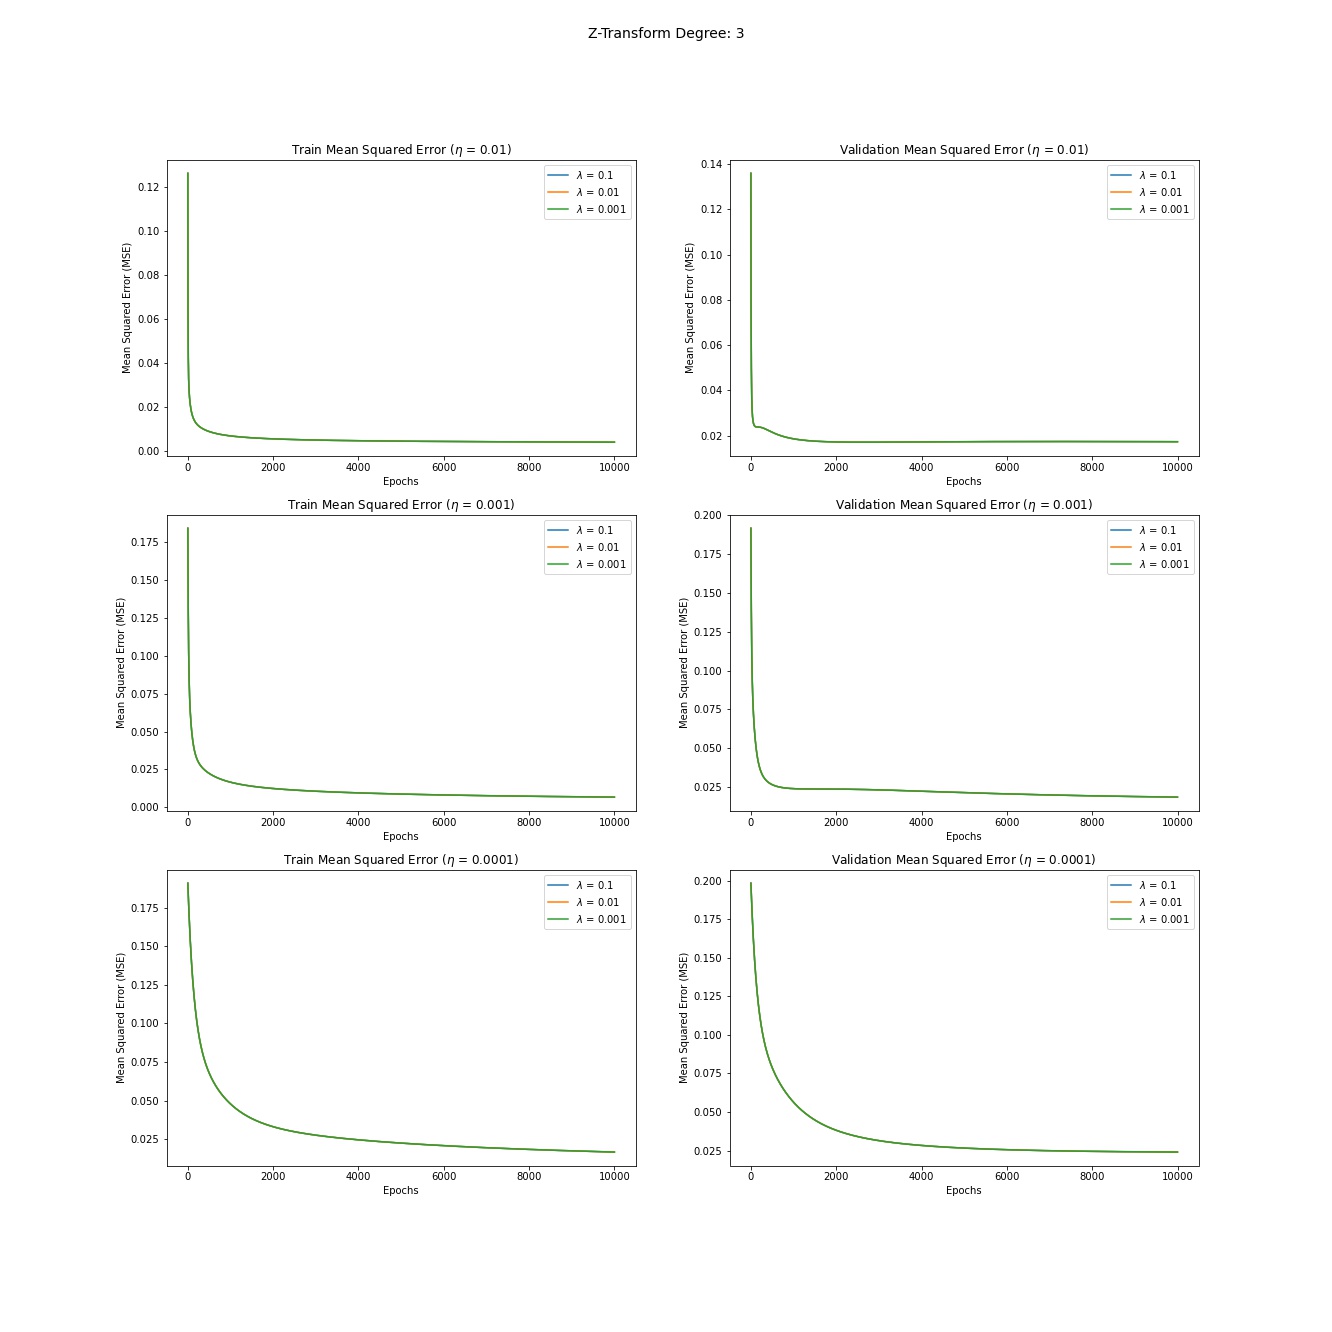 Z-Transform Degree: 3
Train Mean Squared Error (η = 0.01)
Mean Squared Error (MSE)
0.12
0.10
0.08
0.06
0.04
0.02
0.00
λ = 0.1
λ = 0.01
λ = 0.001
0 2000 4000 6000 8000 10000
Epochs
Validation Mean Squared Error (η = 0.01)
Mean Squared Error (MSE)
0.14
0.12
0.10
0.08
0.06
0.04
0.02
λ = 0.1
λ = 0.01
λ = 0.001
0 2000 4000 6000 8000 10000
Epochs
Train Mean Squared Error (η = 0.001)
Mean Squared Error (MSE)
0.175
0.150
0.125
0.100
0.075
0.050
0.025
0.000
λ = 0.1
λ = 0.01
λ = 0.001
0 2000 4000 6000 8000 10000
Epochs
Validation Mean Squared Error (η = 0.001)
Mean Squared Error (MSE)
0.200
0.175
0.150
0.125
0.100
0.075
0.050
0.025
λ = 0.1
λ = 0.01
λ = 0.001
0 2000 4000 6000 8000 10000
Epochs
Train Mean Squared Error (η = 0.0001)
Mean Squared Error (MSE)
0.175
0.150
0.125
0.100
0.075
0.050
0.025
λ = 0.1
λ = 0.01
λ = 0.001
0 2000 4000 6000 8000 10000
Epochs
Validation Mean Squared Error (η = 0.0001)
Mean Squared Error (MSE)
0.200
0.175
0.150
0.125
0.100
0.075
0.050
0.025
λ = 0.1
λ = 0.01
λ = 0.001
0 2000 4000 6000 8000 10000
Epochs